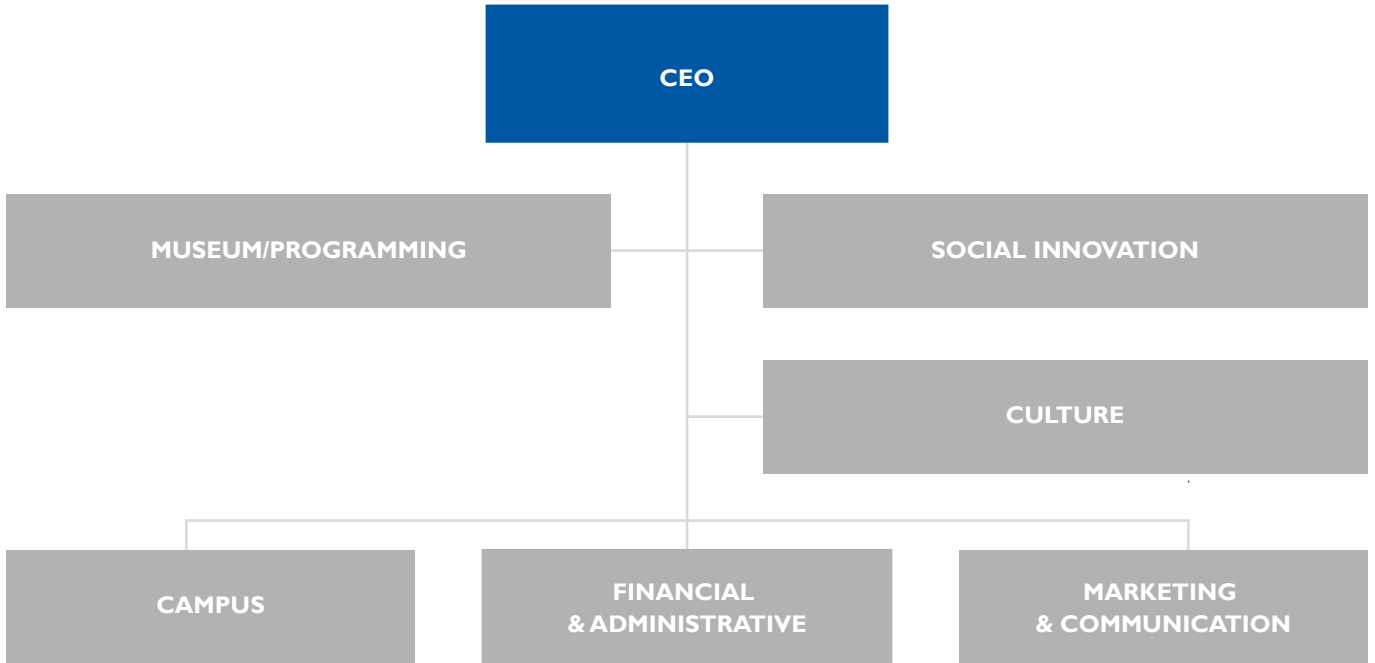 CEO
MUSEUM/PROGRAMMING
SOCIAL INNOVATION
CULTURE
CAMPUS
FINANCIAL
& ADMINISTRATIVE
MARKETING
& COMMUNICATION